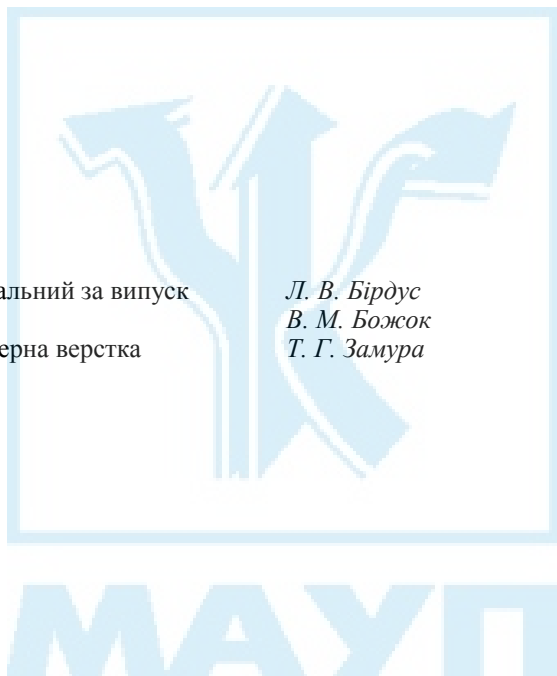 альний за випуск Л. В. Бірдус
В. М. Божок
ерна верстка Т. Г. Замура
МАУП